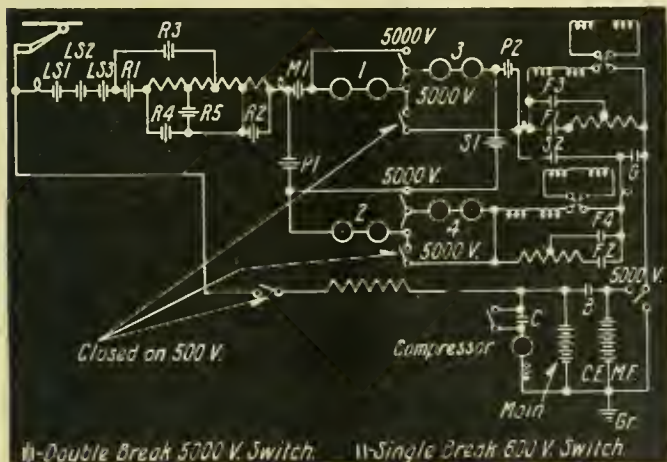 LS1
LS2
LS3
R1
R3
R4
R5
R2
M1
5000 V
1
3
P2
5000 V.
S1
P1
5000 V.
2
4
5000 V.
F3
F1
S2
G
F4
F2
5000 V.
B
C
Closed on 500 V.
Compressor
Main
C.E.M.F.
Gr.
-Double Break 5000 V. Switch.
-Single Break 600 V. Switch